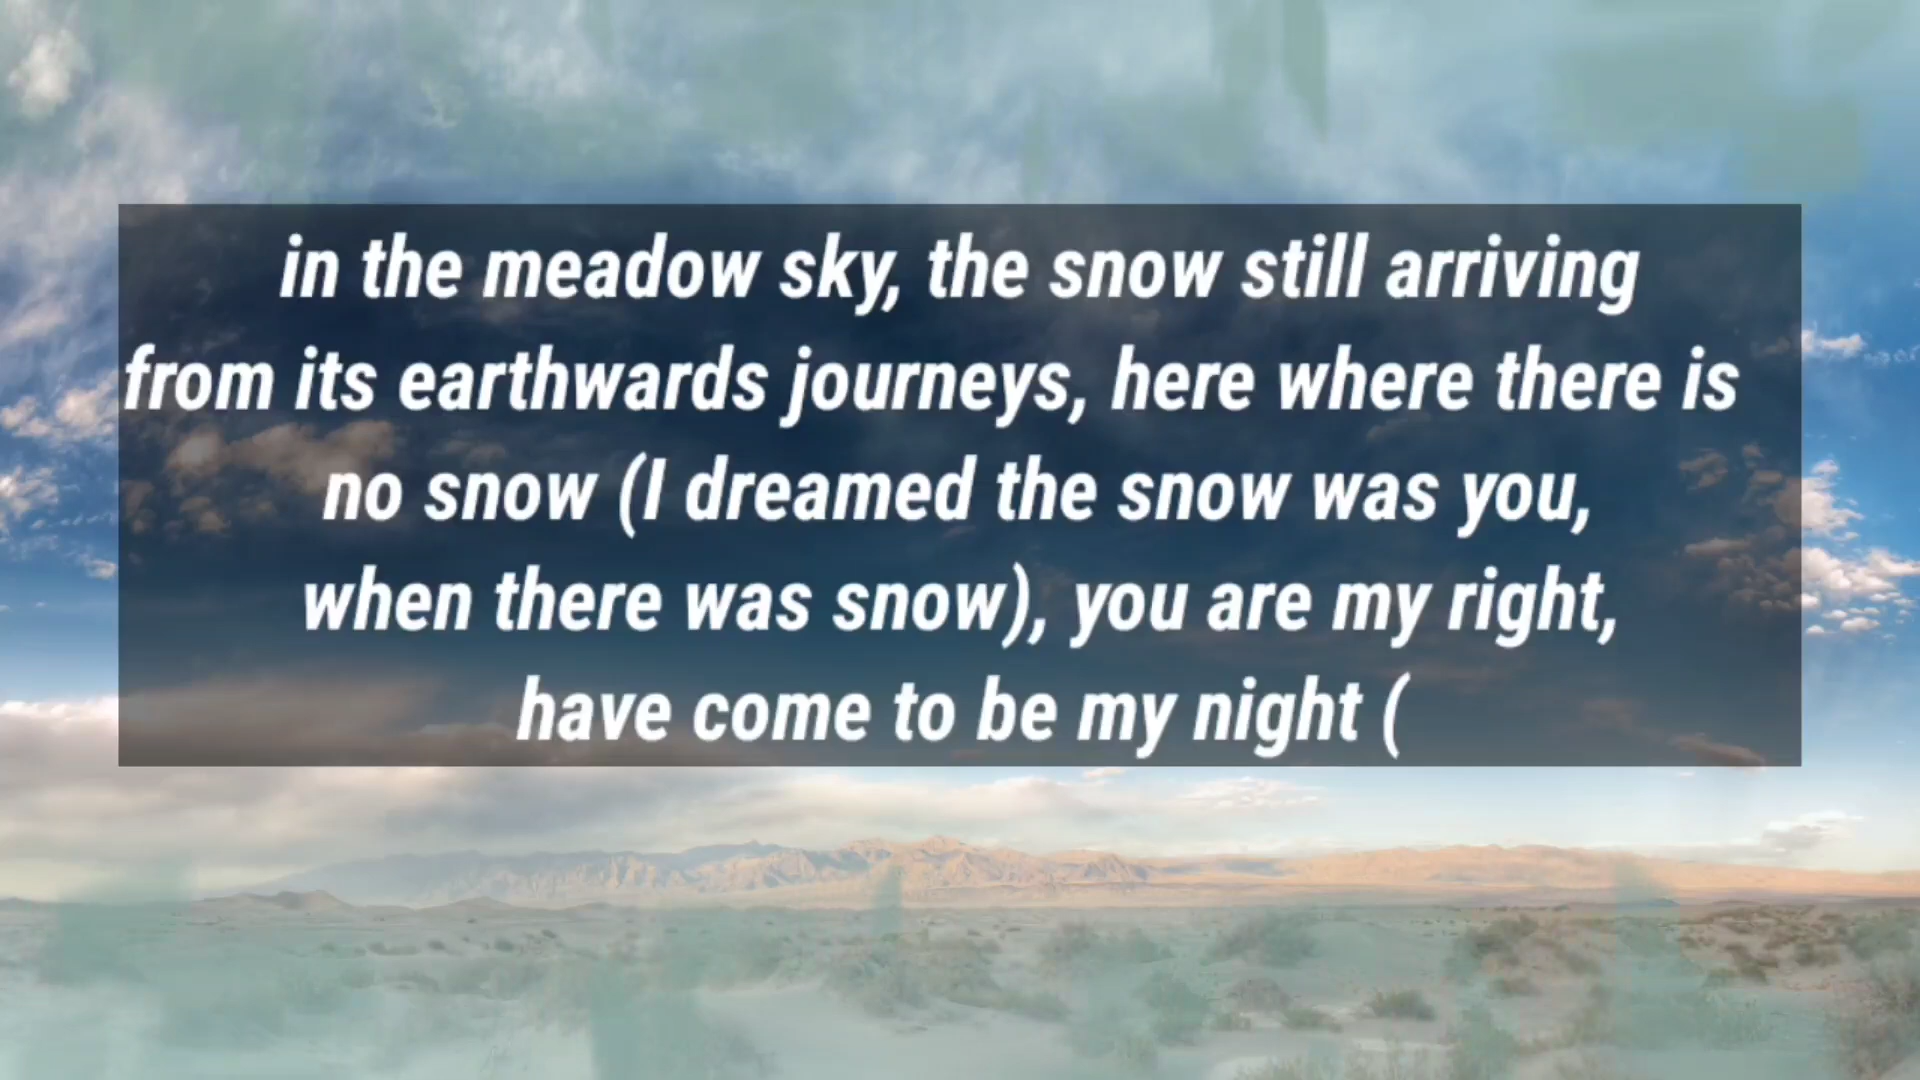 in the meadow sky, the snow still arriving
from its earthwards journeys, here where there is
no snow (I dreamed the snow was you,
when there was snow), you are my right,
have come to be my night (